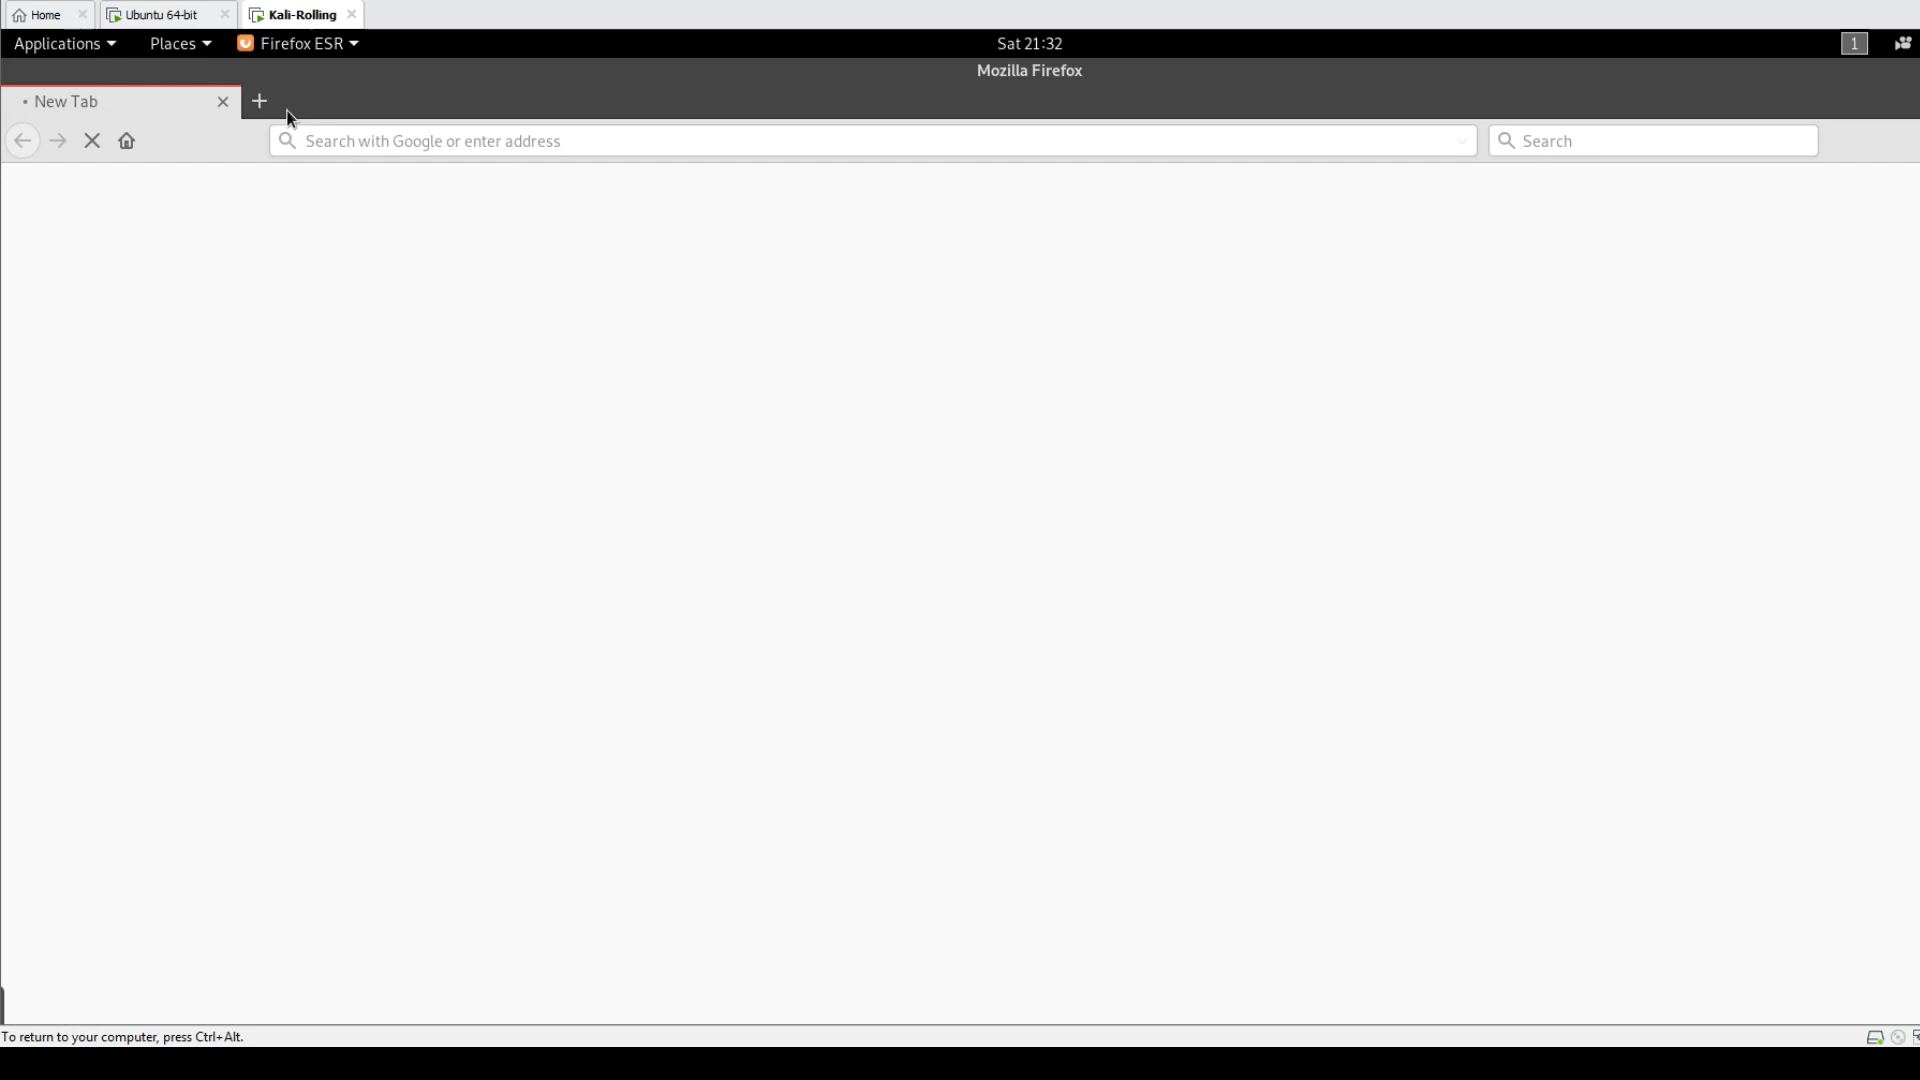 Home
Ubuntu 64-bit
Kali-Rolling
Applications
Places
Firefox ESR
Sat 21:32
1
Mozilla Firefox
New Tab
Search with Google or enter address
Search
To return to your computer, press Ctrl+Alt.